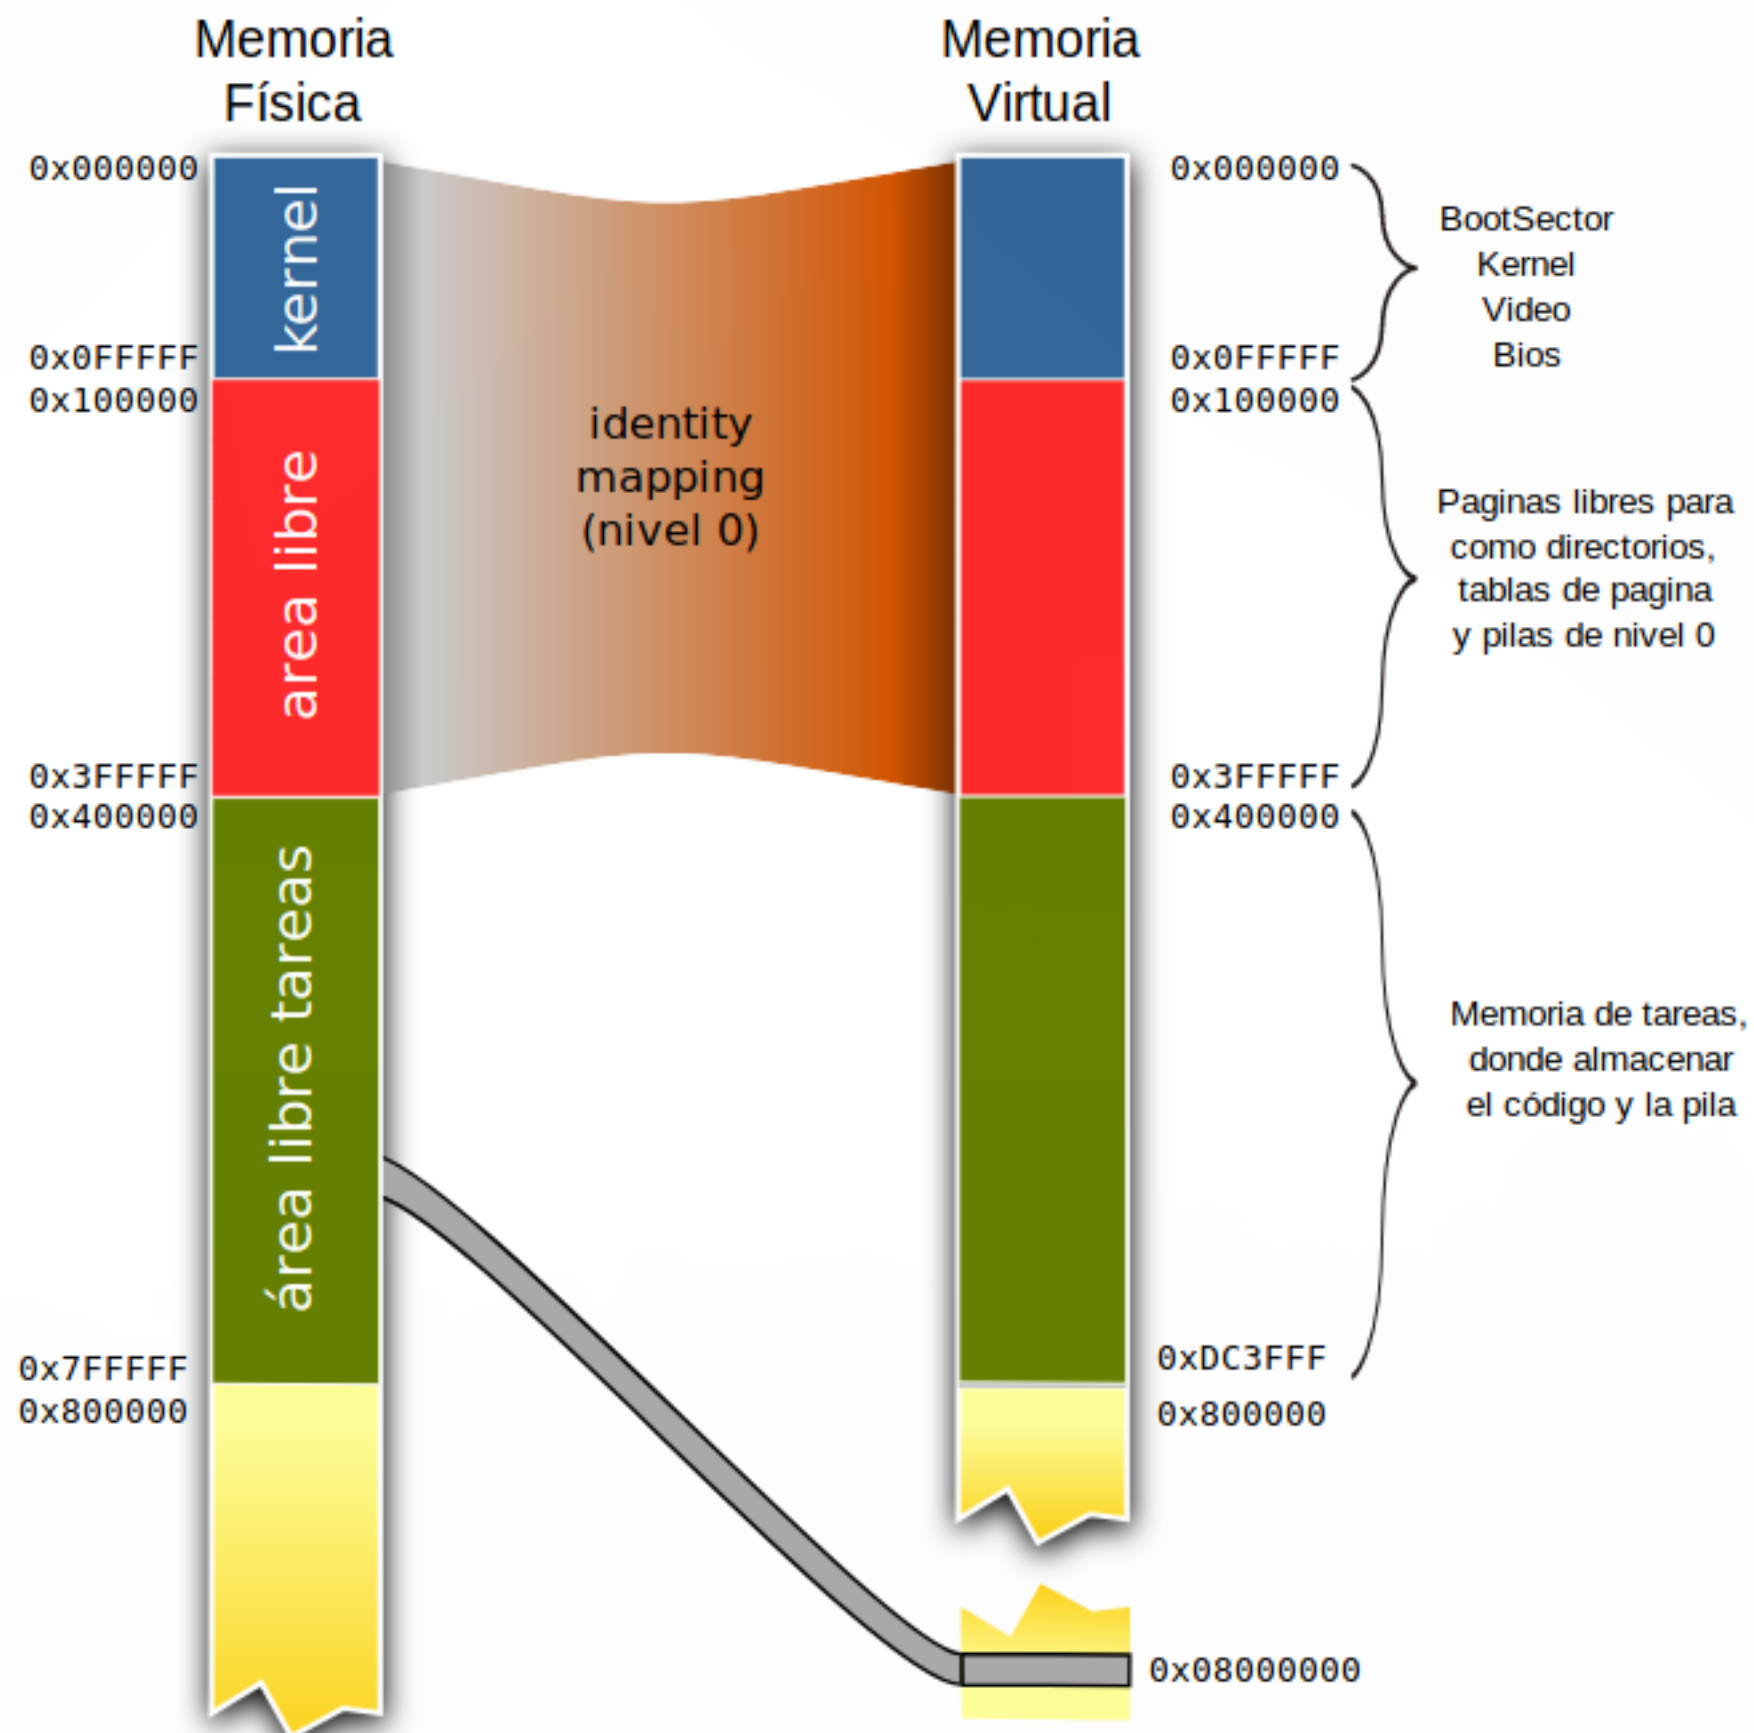 Memoria
Física
Memoria
Virtual
0x000000
kernel
0x0FFFFF
0x100000
area libre
0x3FFFFF
0x400000
área libre tareas
0x7FFFFF
0x800000
identity
mapping
(nivel 0)
0x000000
0x0FFFFF
0x100000
0x3FFFFF
0x400000
0xDC3FFF
0x800000
0x08000000
BootSector
Kernel
Video
Bios
Paginas libres para
como directorios,
tablas de pagina
y pilas de nivel 0
Memoria de tareas,
donde almacenar
el código y la pila